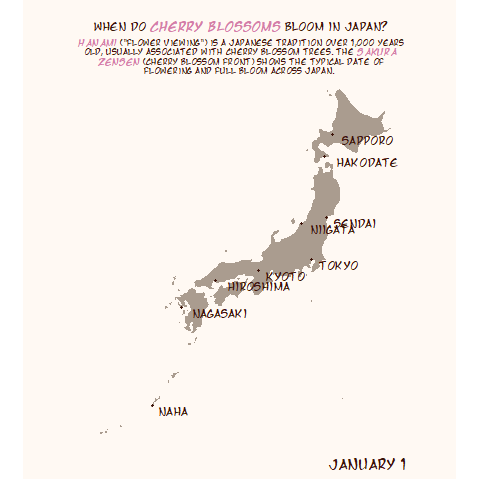 WHEN DO CHERRY BLOSSOMS BLOOM IN JAPAN?
HANAMI ("FLOWER VIEWING") IS A JAPANESE TRADITION OVER 1,000 YEARS
OLD, USUALLY ASSOCIATED WITH CHERRY BLOSSOM TREES. THE SAKURA
ZENSEN (CHERRY BLOSSOM FRONT) SHOWS THE TYPICAL DATE OF
FLOWERING AND FULL BLOOM ACROSS JAPAN.
SAPPORO
HAKODATE
SENDAI
NIIGATA
TOKYO
KYOTO
HIROSHIMA
NAGASAKI
NAHA
JANUARY 1